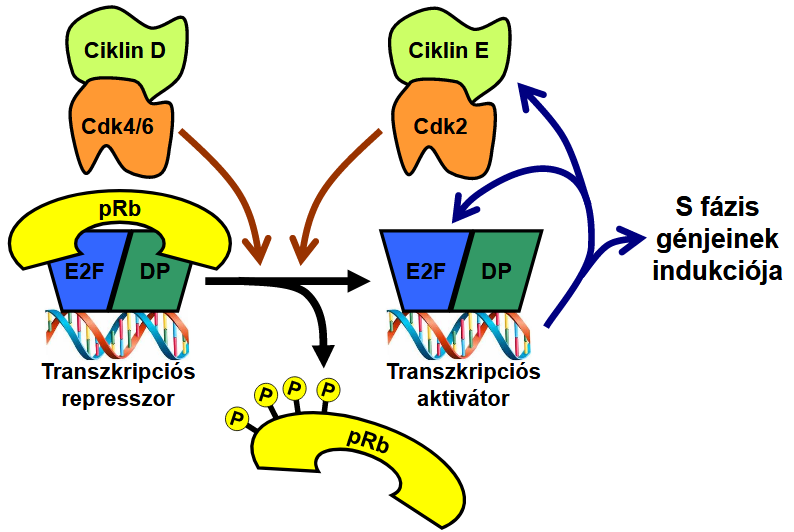 Ciklin D
Ciklin E
Cdk4/6
Cdk2
pRb
S fázis
génjeinek
indukciója
E2F
DP
E2F
DP
Transzkripciós
represszor
Transzkripciós
aktivátor
P
P
P
P
pRb